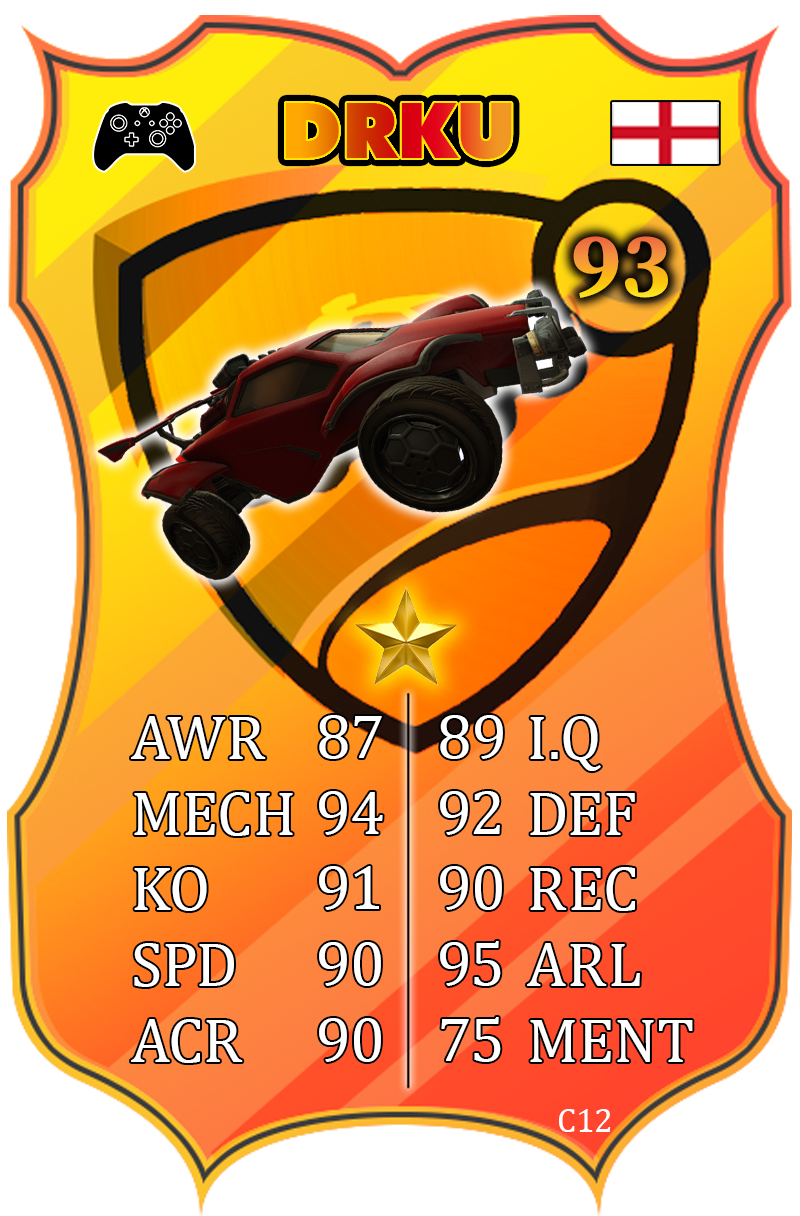 DRKU
93
AWR 87 89 I.Q
MECH 94 92 DEF
KO 91 90 REC
SPD 90 95 ARL
ACR 90 75 MENT
C12